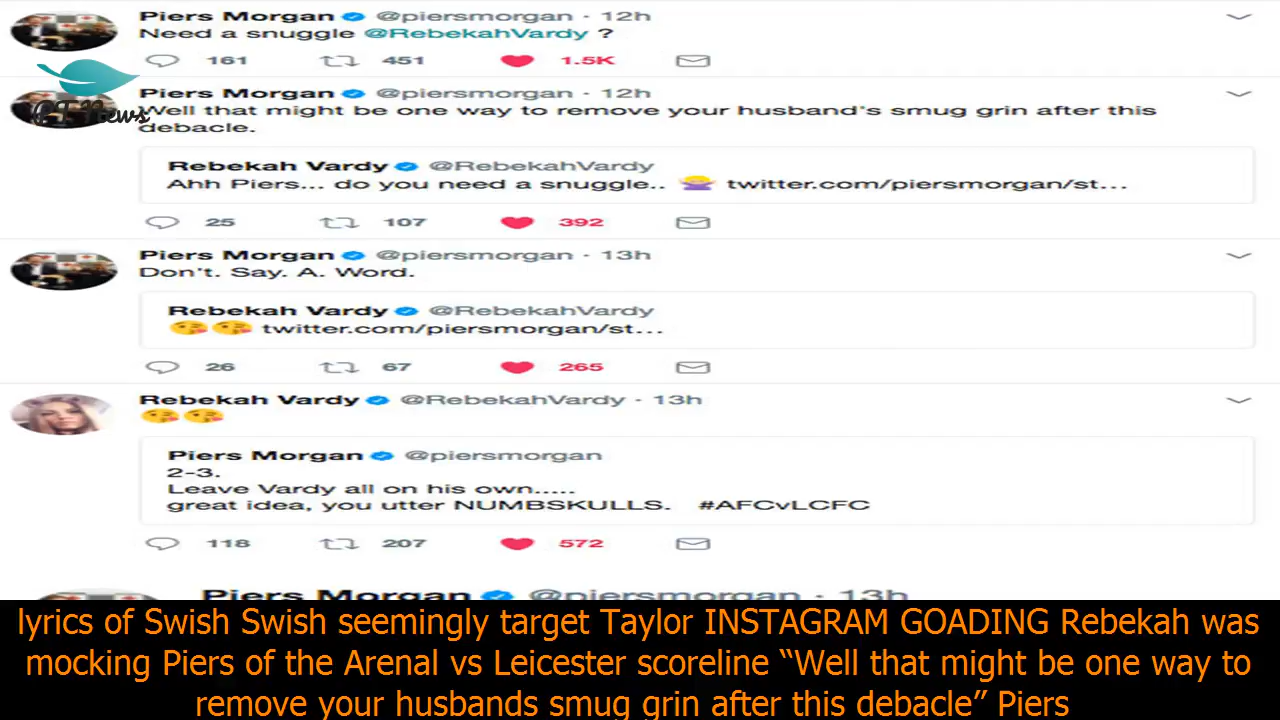 Piers Morgan @piersmorgan · 12h
Need a snuggle @RebekahVardy ?
161 451 1.5K
Piers Morgan @piersmorgan · 12h
Well that might be one way to remove your husband's smug grin after this
debacle.
News
Rebekah Vardy @RebekahVardy
Ahh Piers... do you need a snuggle.. 🙅‍♀️ twitter.com/piersmorgan/st...
25 107 392
Piers Morgan @piersmorgan · 13h
Don't. Say. A. Word.
Rebekah Vardy @RebekahVardy
😘😘 twitter.com/piersmorgan/st...
26 67 265
Rebekah Vardy @RebekahVardy · 13h
😘😘
Piers Morgan @piersmorgan
2-3.
Leave Vardy all on his own.....
great idea, you utter NUMBSKULLS. #AFCvLCFC
118 207 572
Piers Morgan @piersmorgan · 13h
lyrics of Swish Swish seemingly target Taylor INSTAGRAM GOADING Rebekah was
mocking Piers of the Arenal vs Leicester scoreline “Well that might be one way to
remove your husbands smug grin after this debacle” Piers